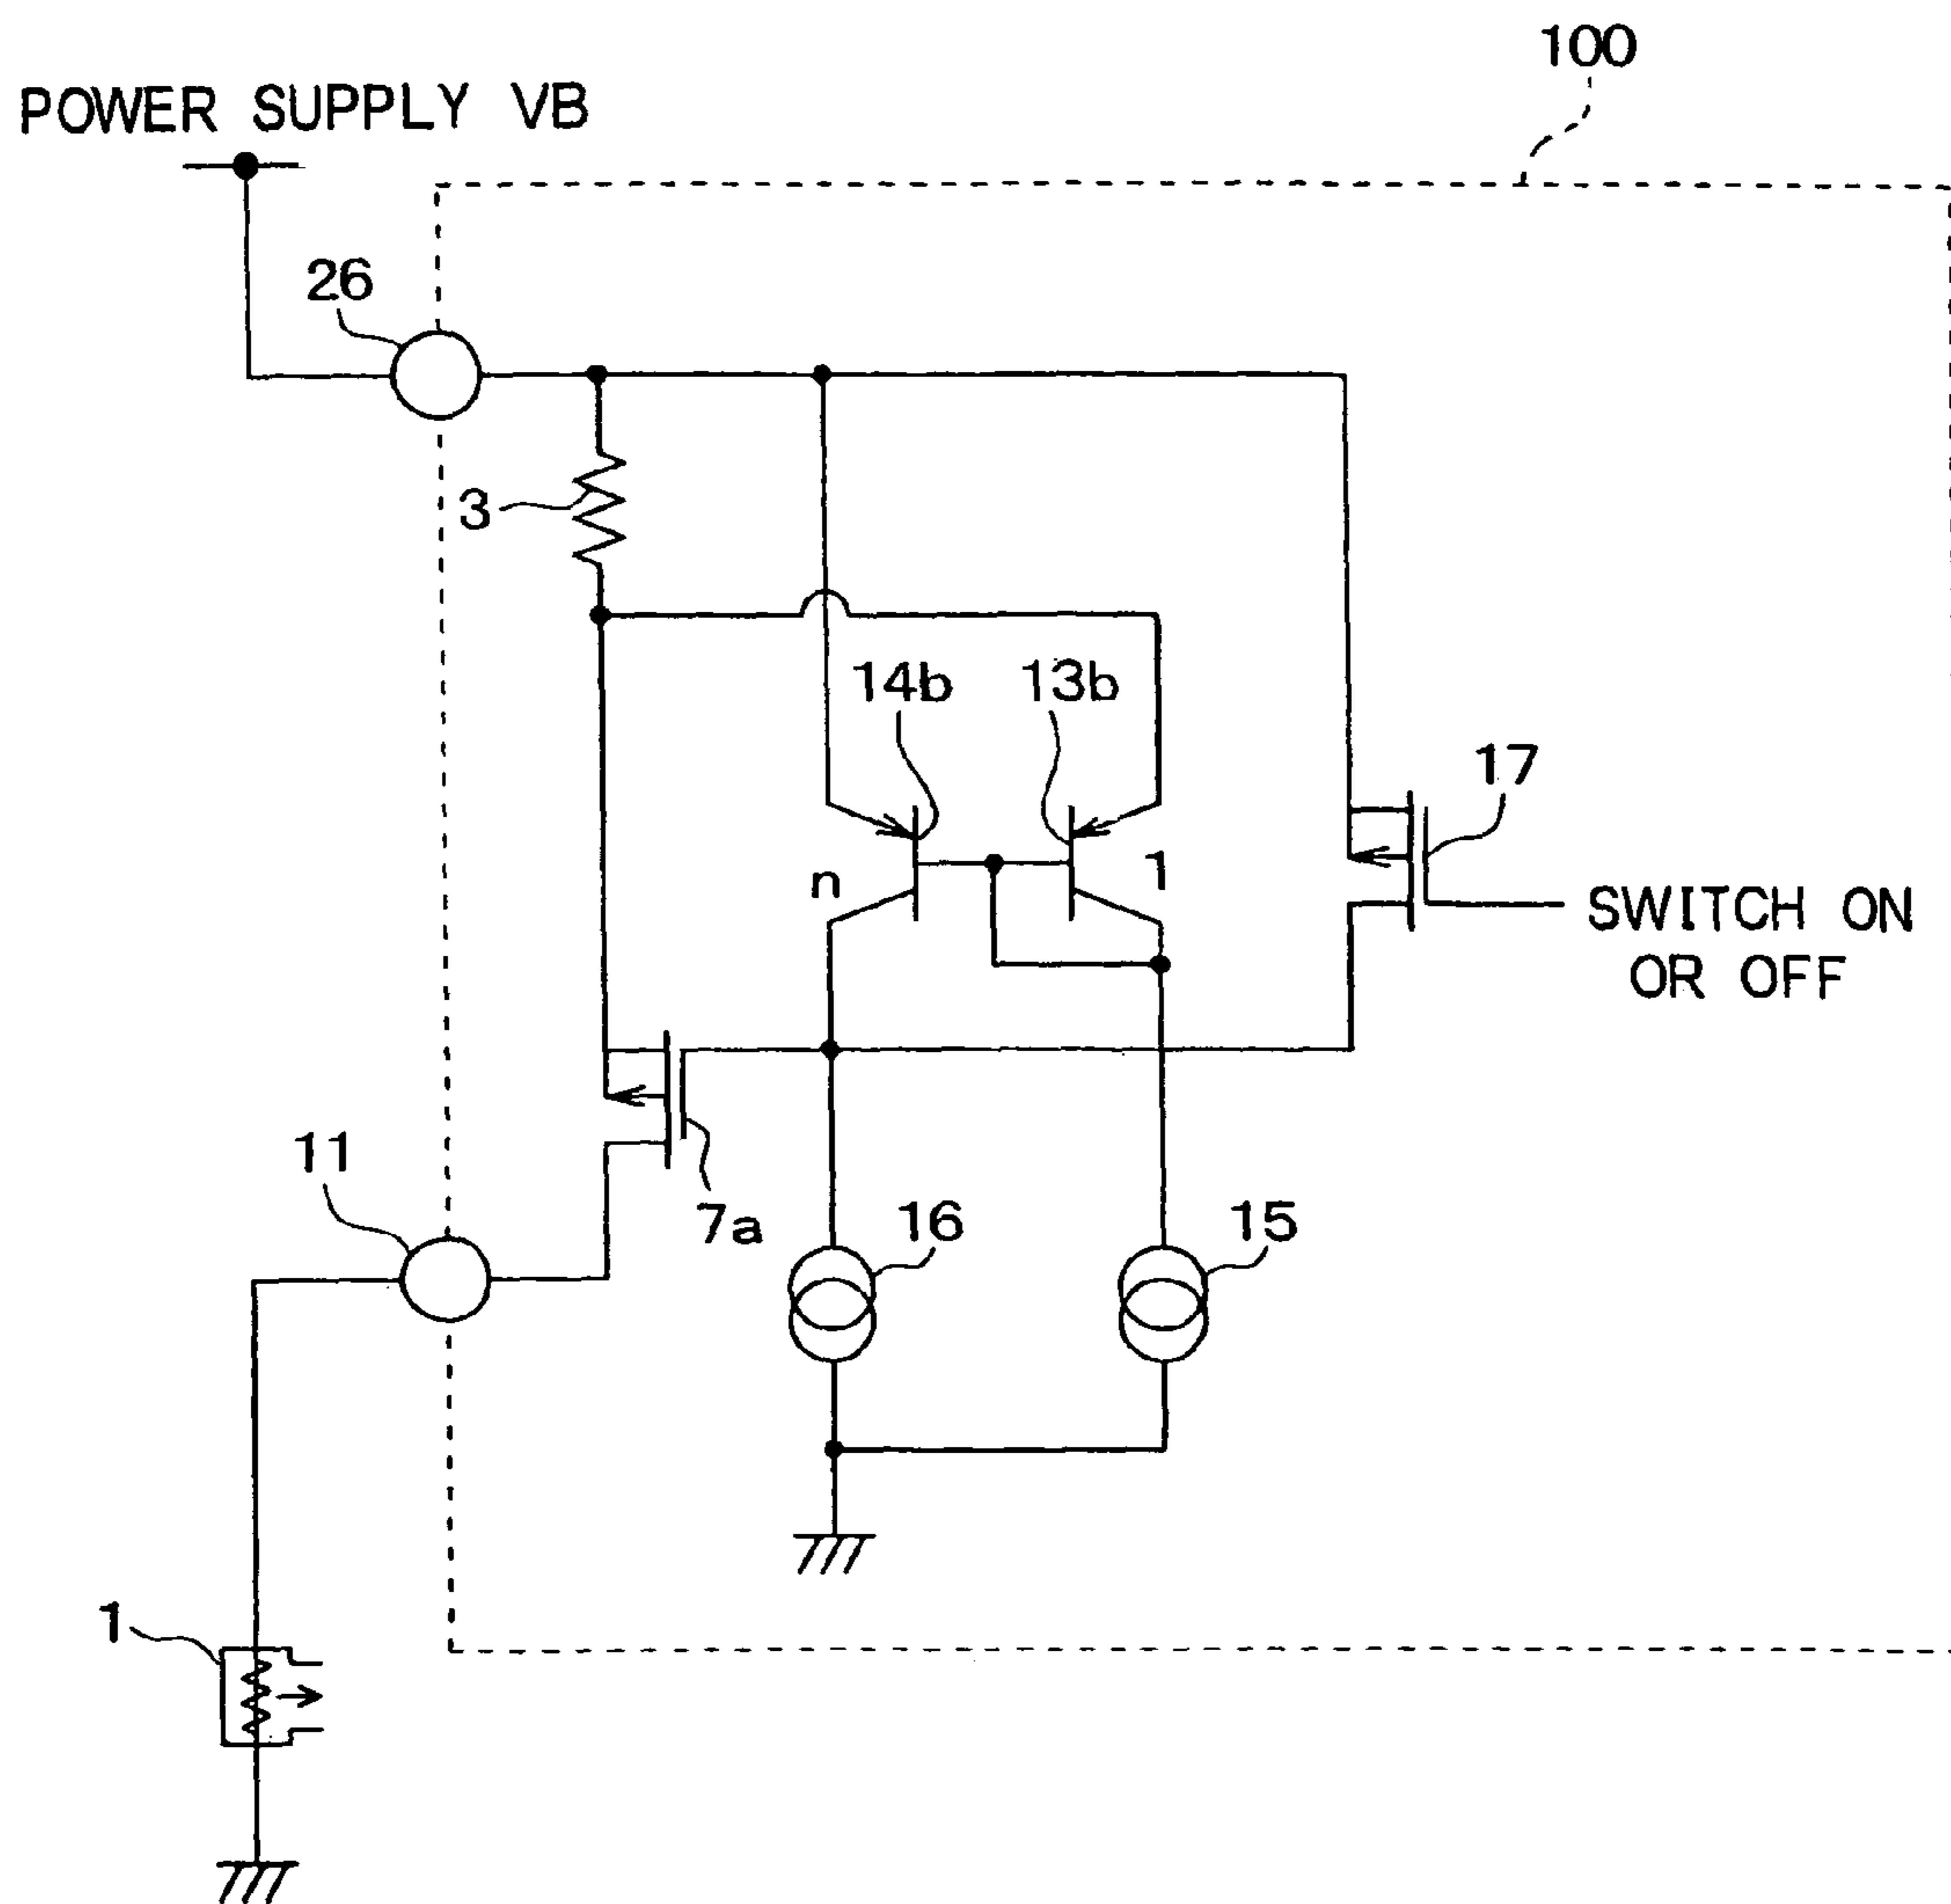 100
POWER SUPPLY VB
26
3
14b
13b
17
n
1
SWITCH ON
OR OFF
11
7a
16
15
1